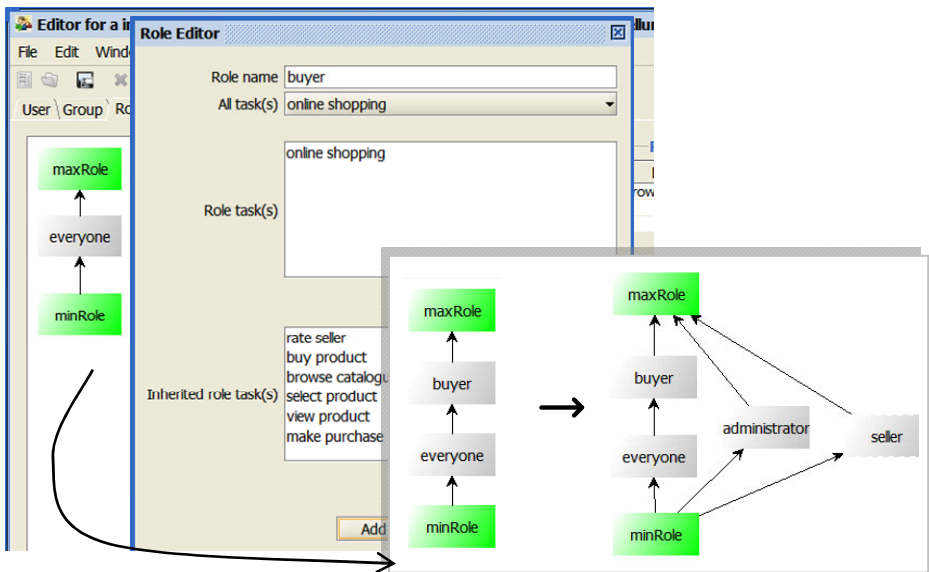 Editor for a i
Role Editor
File Edit Wind
Role name buyer
All task(s) online shopping
User Group Ro
online shopping
Role task(s)
maxRole
everyone
minRole
rate seller
buy product
browse catalogu
Inherited role task(s) select product
view product
make purchase
Add
maxRole
buyer
everyone
minRole
maxRole
buyer
administrator
seller
everyone
minRole